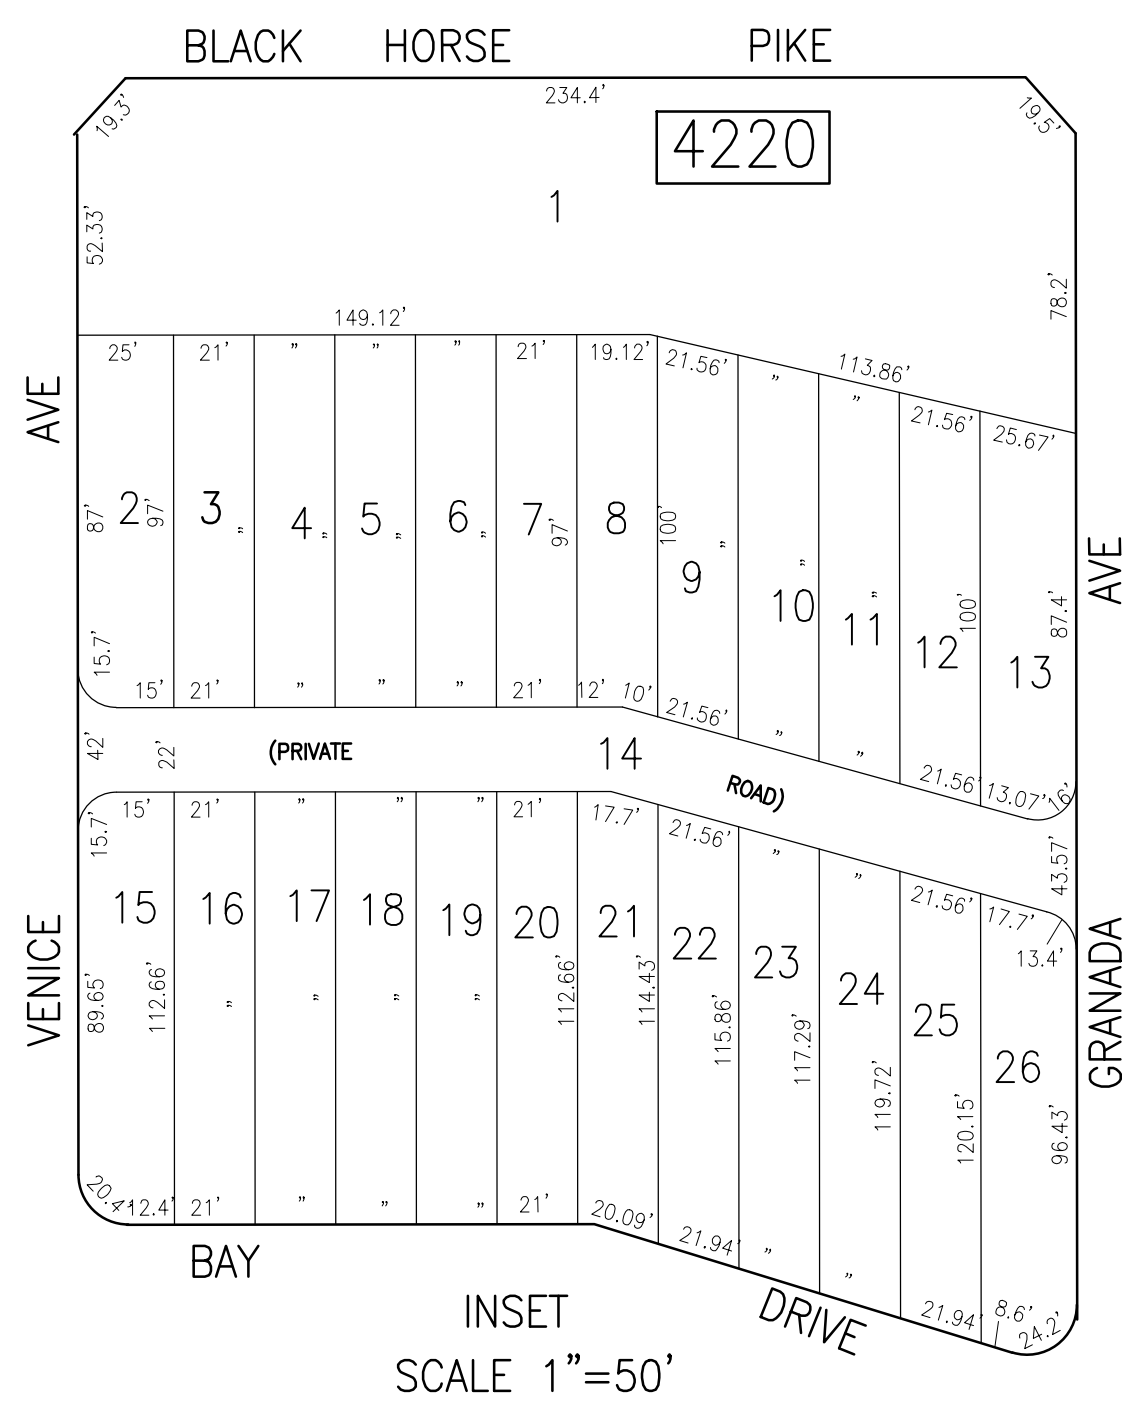 BLACK HORSE PIKE
19.3' 234.4' 19.5'
4220
1
52.33'
78.2'
149.12'
25' 21' " " " 21' 19.12' 21.56' " 113.86'
" 21.56' 25.67'
AVE
87' 2 97' 3 " 4 " 5 " 6 " 7 97' 8 100' 9 " 10 " 11 " 12 100' 13 87.4'
AVE
15.7' 15' 21' " " " 21' 12' 10' 21.56' " " 21.56' 13.07' 16'
42' 22' (PRIVATE 14 ROAD)
43.57'
15.7' 15' 21' " " " 21' 17.7' 21.56' " " 21.56' 17.7'
13.4'
15 16 17 18 19 20 21 22 23 24 25 26
VENICE
GRANADA
89.65' 112.66' " " " " 112.66' 114.43' 115.86' 117.29' 119.72' 120.15' 96.43'
20.4' 12.4' 21' " " " 21' 20.09' 21.94' " " 21.94' 8.6' 24.2'
BAY DRIVE
INSET
SCALE 1"=50'